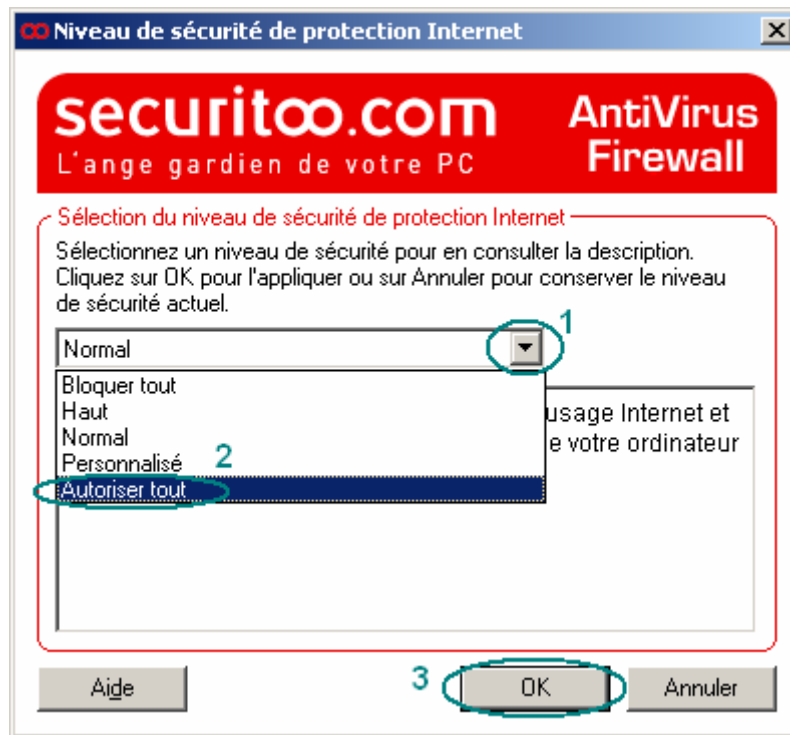 Niveau de sécurité de protection Internet
securitoo.com
AntiVirus
Firewall
L'ange gardien de votre PC
Sélection du niveau de sécurité de protection Internet
Sélectionnez un niveau de sécurité pour en consulter la description.
Cliquez sur OK pour l'appliquer ou sur Annuler pour conserver le niveau
de sécurité actuel.
1
Normal
Bloquer tout
Haut
usage Internet et
Normal
e votre ordinateur
Personnalisé
2
Autoriser tout
Aide
3
OK
Annuler